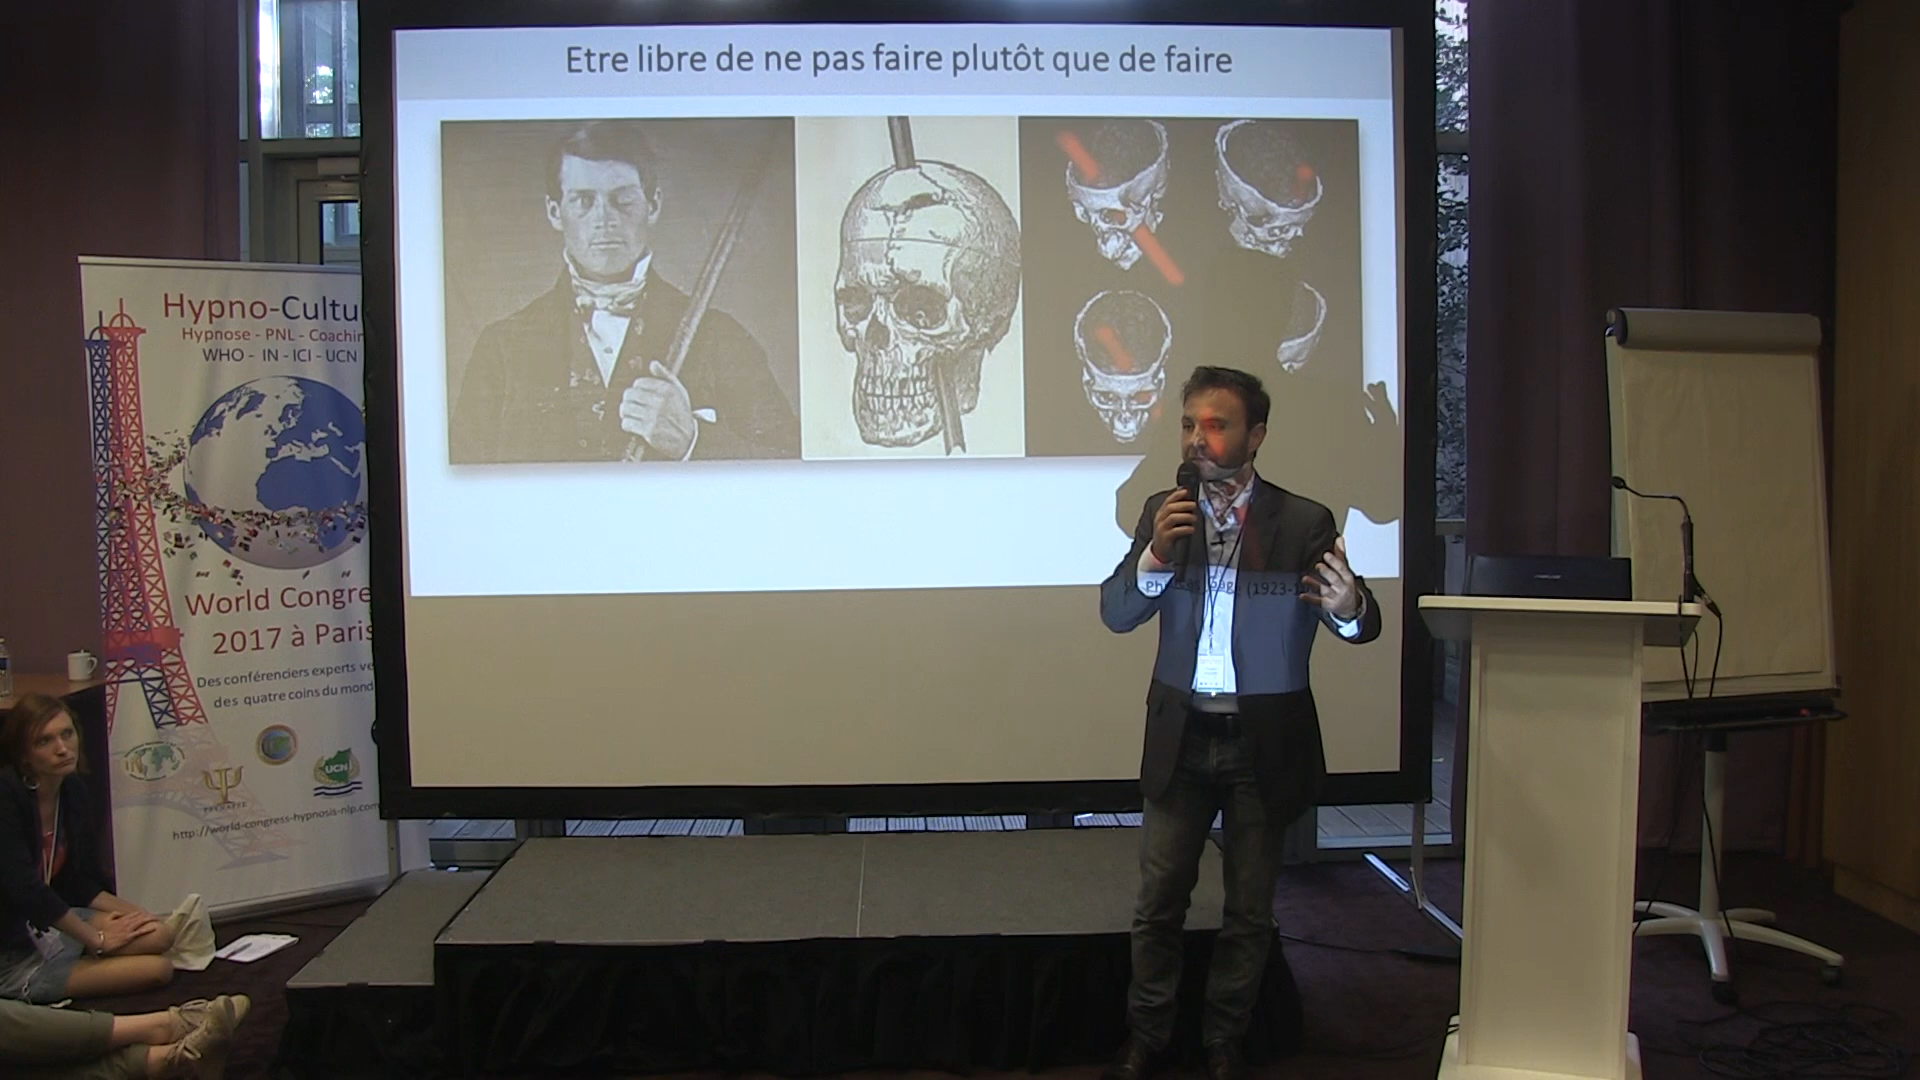 Etre libre de ne pas faire plutôt que de faire
(1923-
Hypno-Cultu
Hypnose - PNL - Coachin
WHO - IN - ICI - UCN
World Congre
2017 à Paris
Des conférenciers experts ve
des quatre coins du mond
UCN
http://world-congress-hypnosis-nlp.com